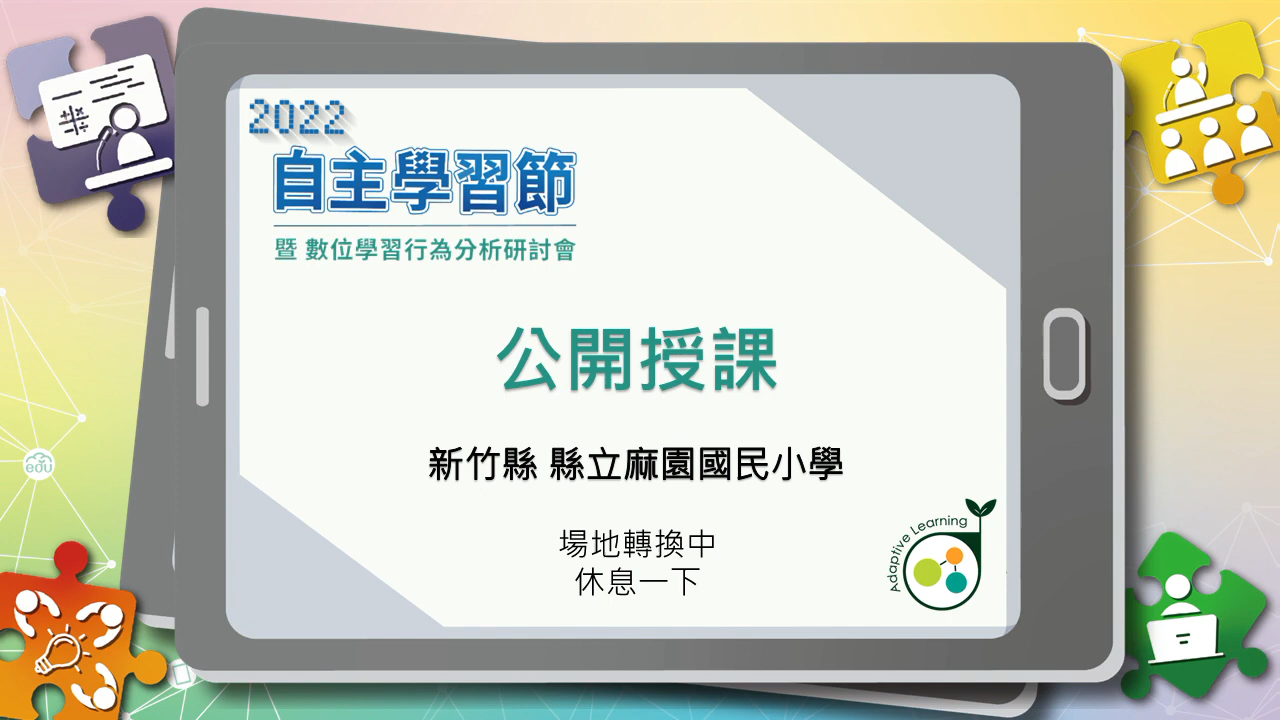 2022
自主學習節
暨 數位學習行為分析研討會
公開授課
新竹縣 縣立麻園國民小學
場地轉換中
休息一下
Adaptive Learning
edu